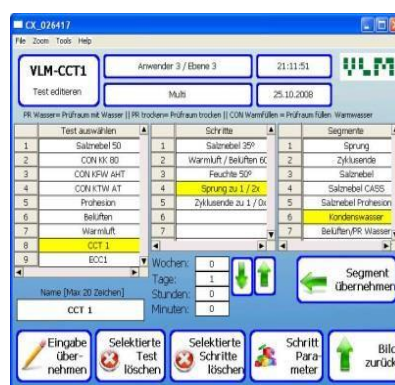 CX_026417
File Zoom Tools Help
VLM-CCT1
Test editieren
Anwender 3 / Ebene 3
21:11:51
VLM
Multi
25.10.2008
PR Wasser= Prüfraum mit Wasser || PR trocken= Prüfraum trocken || CON Warmfüllen = Prüfraum füllen Warmwasser
Test auswählen
1 Salznebel 50
2 CON KK 80
3 CON KFW AHT
4 CON KTW AT
5 Prohesion
6 Belüften
7 Warmluft
8 CCT 1
9 ECC1
Schritte
1 Salznebel 35º
2 Warmluft / Belüften 60
3 Feuchte 50º
4 Sprung zu 1 / 2x
5 Zyklusende zu 1 / 0x
6
7
Segmente
1 Sprung
2 Zyklusende
3 Salznebel
4 Salznebel CASS
5 Salznebel Prohesion
6 Kondenswasser
7 Belüften/PR Wasser
Name [Max 20 Zeichen]
CCT 1
Wochen: 0
Tage: 1
Stunden: 0
Minuten: 0
Segment
übernehmen
Eingabe
über-
nehmen
Selektierte
Test
löschen
Selektierte
Schritte
löschen
Schritt
Para-
meter
Bild
zurück